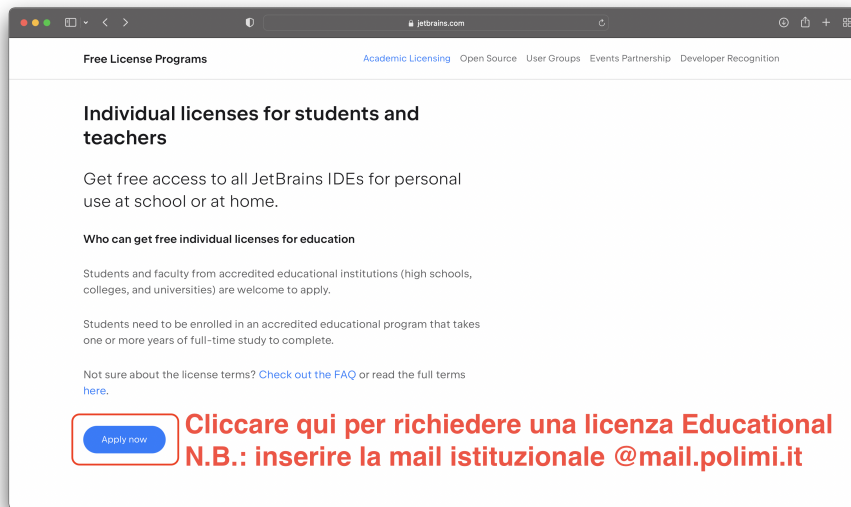 jetbrains.com
Free License Programs
Academic Licensing Open Source User Groups Events Partnership Developer Recognition
Individual licenses for students and
teachers
Get free access to all JetBrains IDEs for personal
use at school or at home.
Who can get free individual licenses for education
Students and faculty from accredited educational institutions (high schools,
colleges, and universities) are welcome to apply.
Students need to be enrolled in an accredited educational program that takes
one or more years of full-time study to complete.
Not sure about the license terms? Check out the FAQ or read the full terms
here.
Apply now
Cliccare qui per richiedere una licenza Educational
N.B.: inserire la mail istituzionale @mail.polimi.it